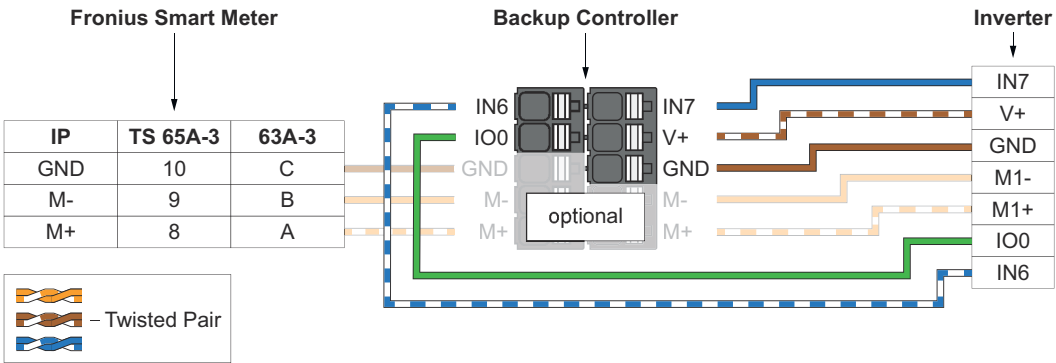 Fronius Smart Meter
Backup Controller
Inverter
IP TS 65A-3 63A-3
GND 10 C
M- 9 B
M+ 8 A
IN6
IO0
GND
M-
M+
optional
IN7
V+
GND
M-
M+
IN7
V+
GND
M1-
M1+
IO0
IN6
– Twisted Pair